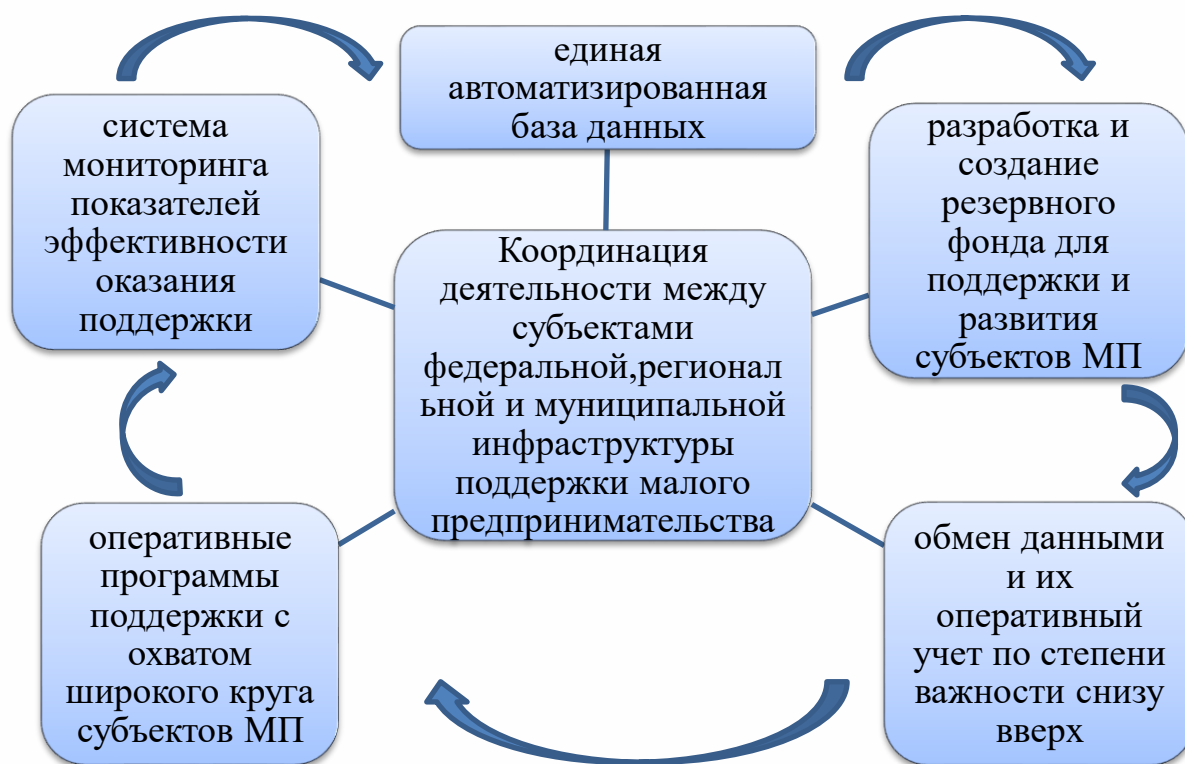 единая
автоматизированная
база данных
система
мониторинга
показателей
эффективности
оказания
поддержки
разработка и
создание
резервного
фонда для
поддержки и
развития
субъектов МП
Координация
деятельности между
субъектами
федеральной,региональ
ьной и муниципальной
инфраструктуры
поддержки малого
предпринимательства
оперативные
программы
поддержки с
охватом
широкого круга
субъектов МП
обмен данными
и их
оперативный
учет по степени
важности снизу
вверх